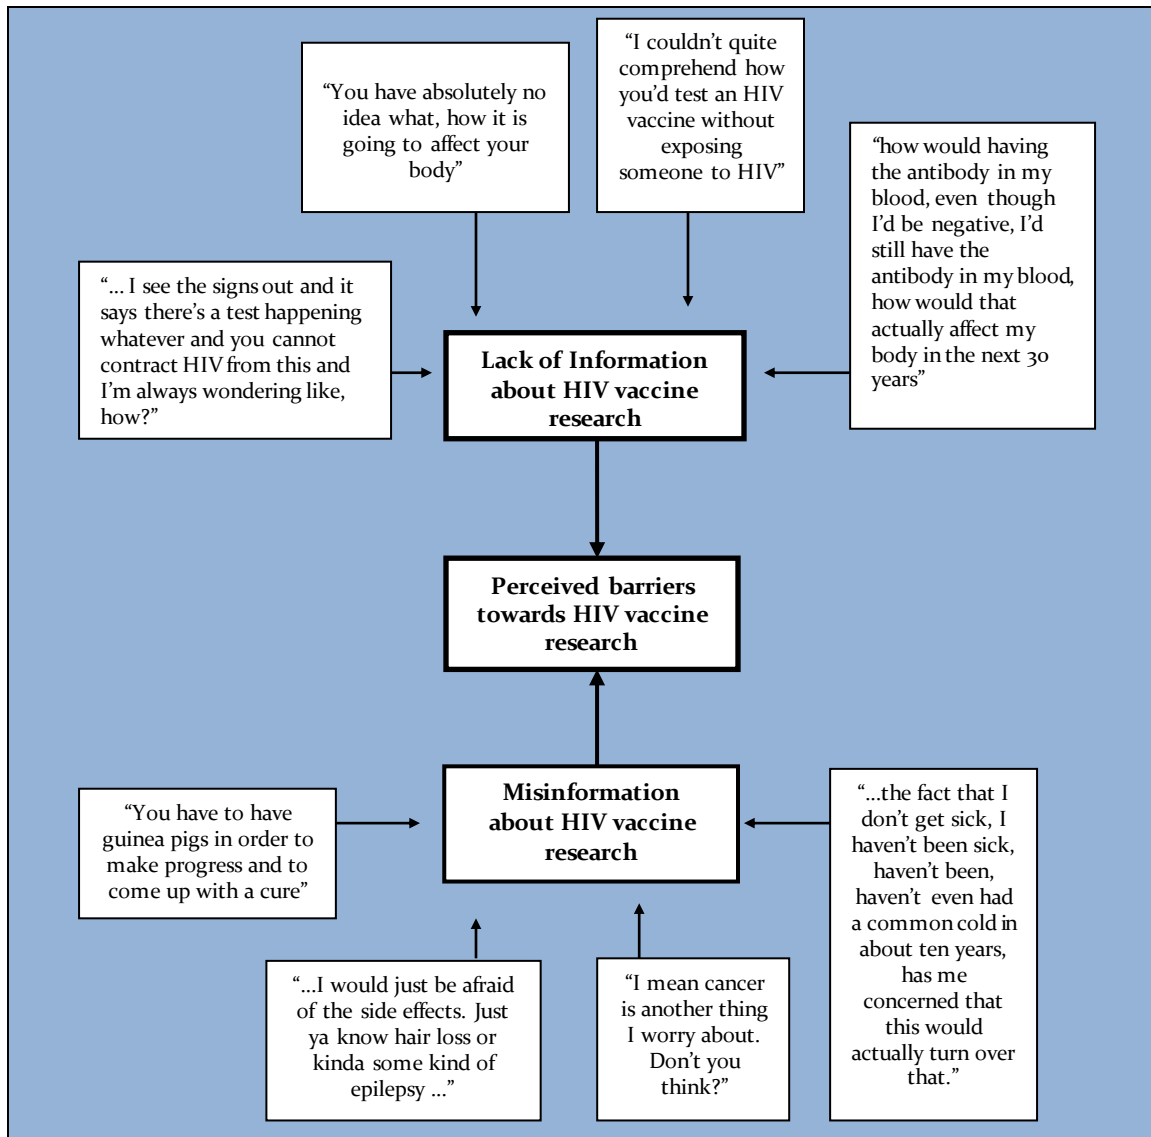 “You have absolutely no
idea what, how it is
going to affect your
body”
“I couldn’t quite
comprehend how
you’d test an HIV
vaccine without
exposing
someone to HIV”
“how would having
the antibody in my
blood, even though
I’d be negative, I’d
still have the
antibody in my blood,
how would that
actually affect my
body in the next 30
years”
“... I see the signs out and it
says there’s a test happening
whatever and you cannot
contract HIV from this and
I’m always wondering like,
how?”
Lack of Information
about HIV vaccine
research
Perceived barriers
towards HIV vaccine
research
Misinformation
about HIV vaccine
research
“You have to have
guinea pigs in order to
make progress and to
come up with a cure”
“...the fact that I
don’t get sick, I
haven’t been sick,
haven’t been,
haven’t even had
a common cold in
about ten years,
has me
concerned that
this would
actually turn over
that.”
“...I would just be afraid
of the side effects. Just
ya know hair loss or
kinda some kind of
epilepsy ...”
“I mean cancer
is another thing
I worry about.
Don’t you
think?”